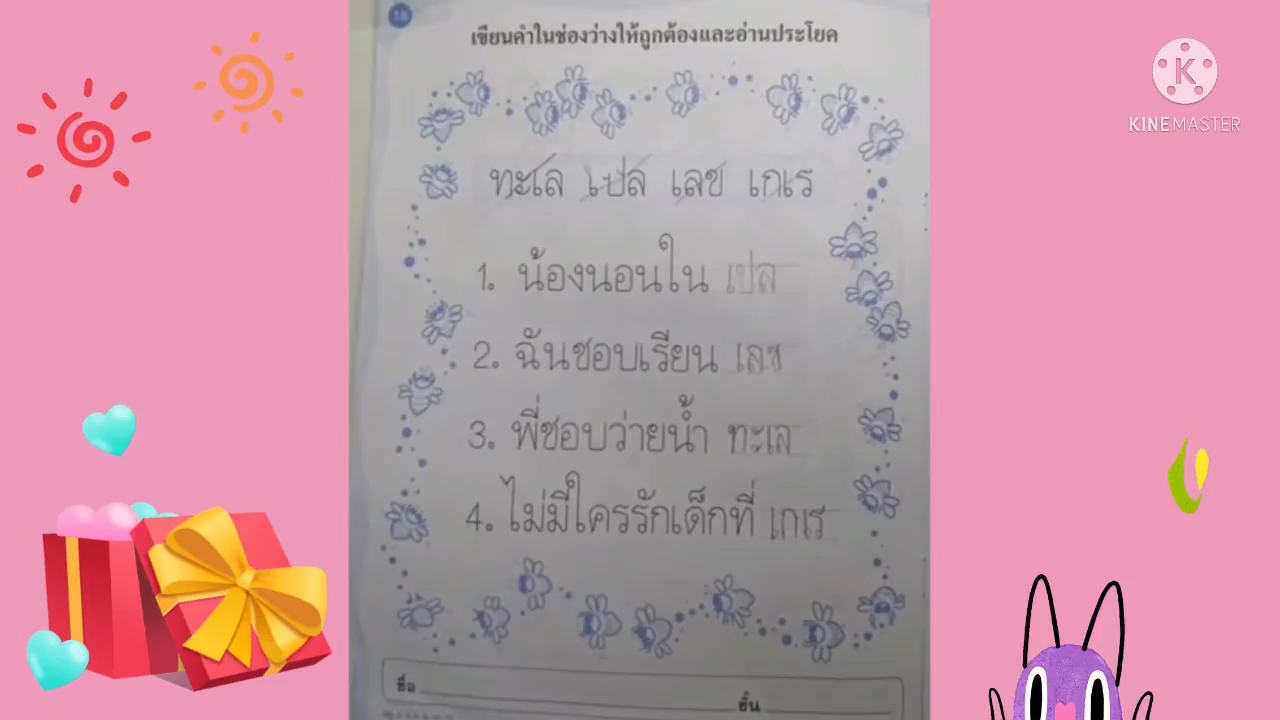 18
เขียนคำในช่องว่างให้ถูกต้องและอ่านประโยค
K
KINEMASTER
ทะเล เปล เลข เกเร
1. น้องนอนใน เปล
2. ฉันชอบเรียน เลข
3. พี่ชอบว่ายน้ำ ทะเล
4. ไม่มีใครรักเด็กที่ เกเร
ชื่อ
ชั้น